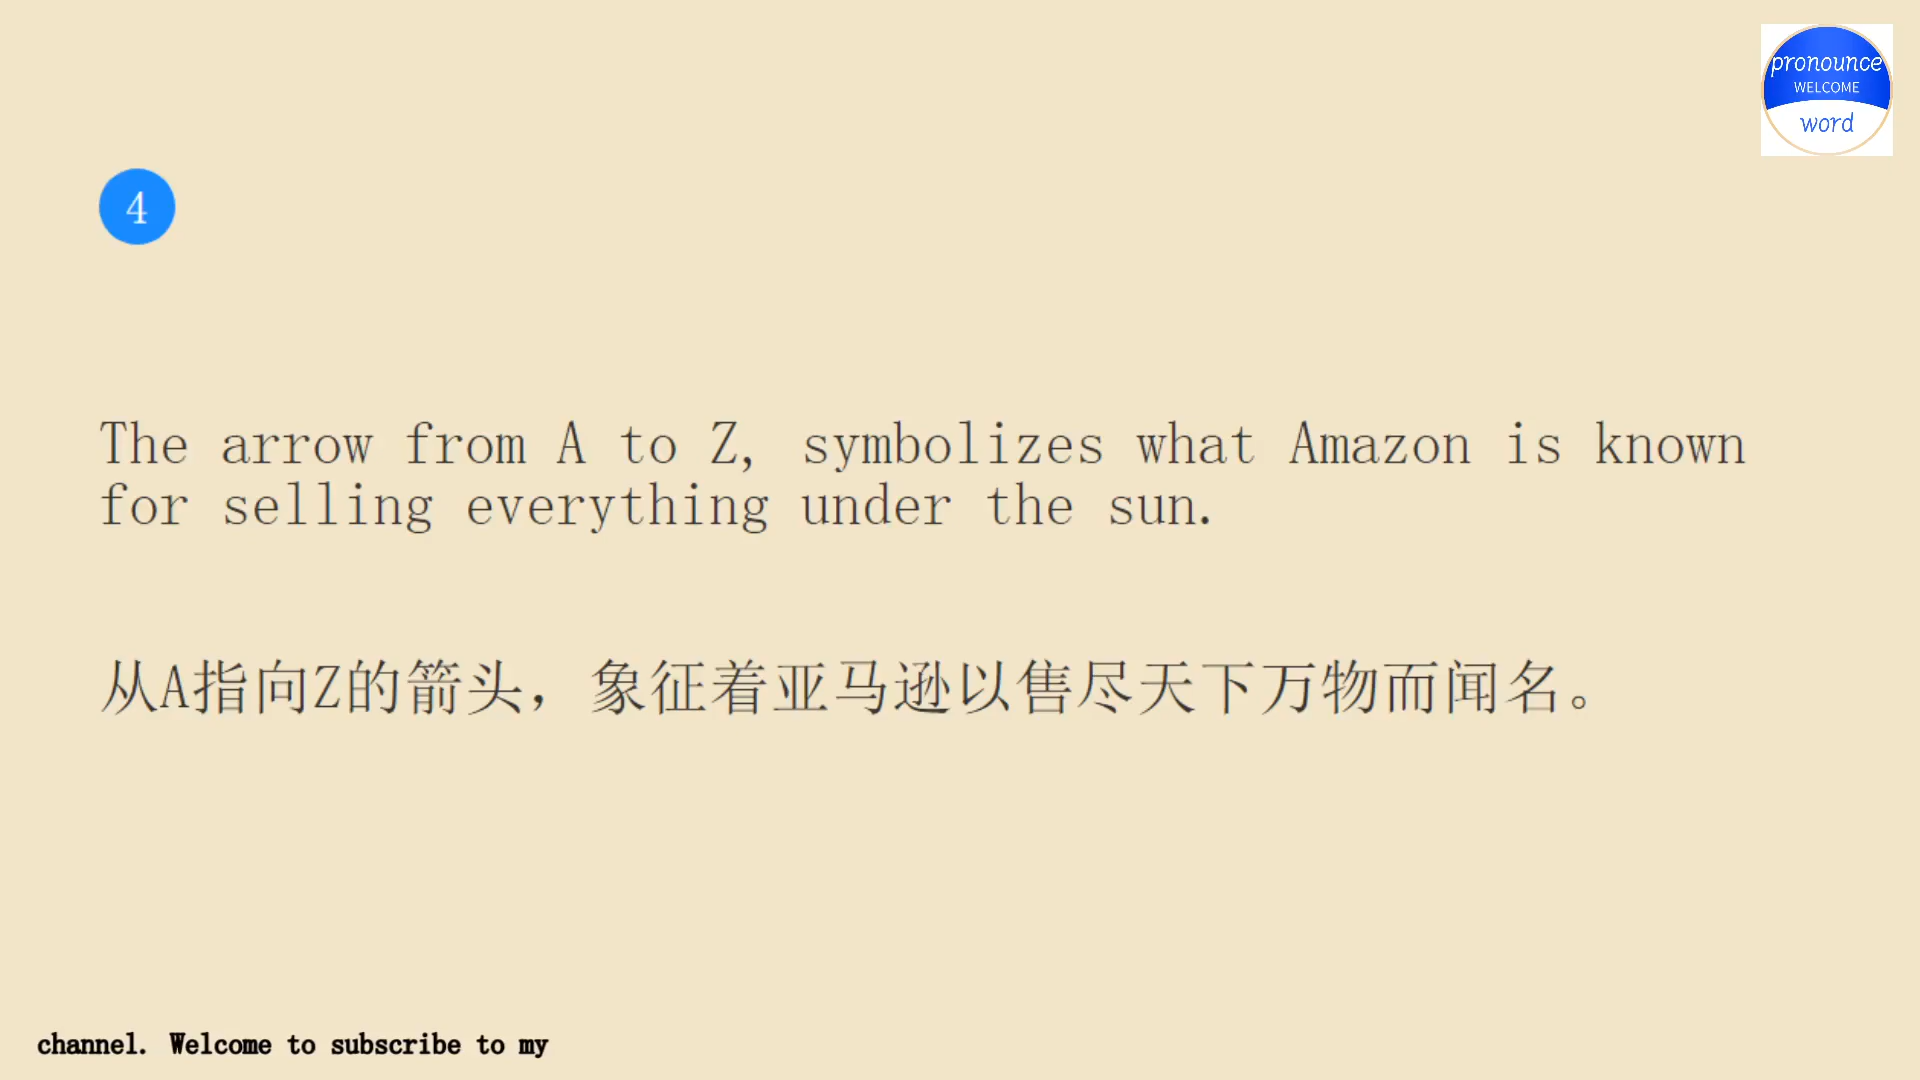 pronounce
WELCOME
word
4
The arrow from A to Z, symbolizes what Amazon is known
for selling everything under the sun.
从A指向Z的箭头，象征着亚马逊以售尽天下万物而闻名。
channel. Welcome to subscribe to my